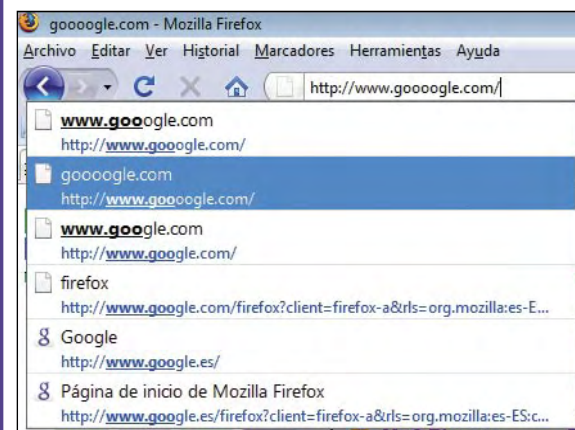 goooogle.com - Mozilla Firefox
Archivo Editar Ver Historial Marcadores Herramientas Ayuda
http://www.goooogle.com/
www.gooogle.com
http://www.gooogle.com/
goooogle.com
http://www.goooogle.com/
www.google.com
http://www.google.com/
firefox
http://www.google.com/firefox?client=firefox-a&rls=org.mozilla:es-E...
Google
http://www.google.es/
Página de inicio de Mozilla Firefox
http://www.google.es/firefox?client=firefox-a&rls=org.mozilla:es-ES:c...